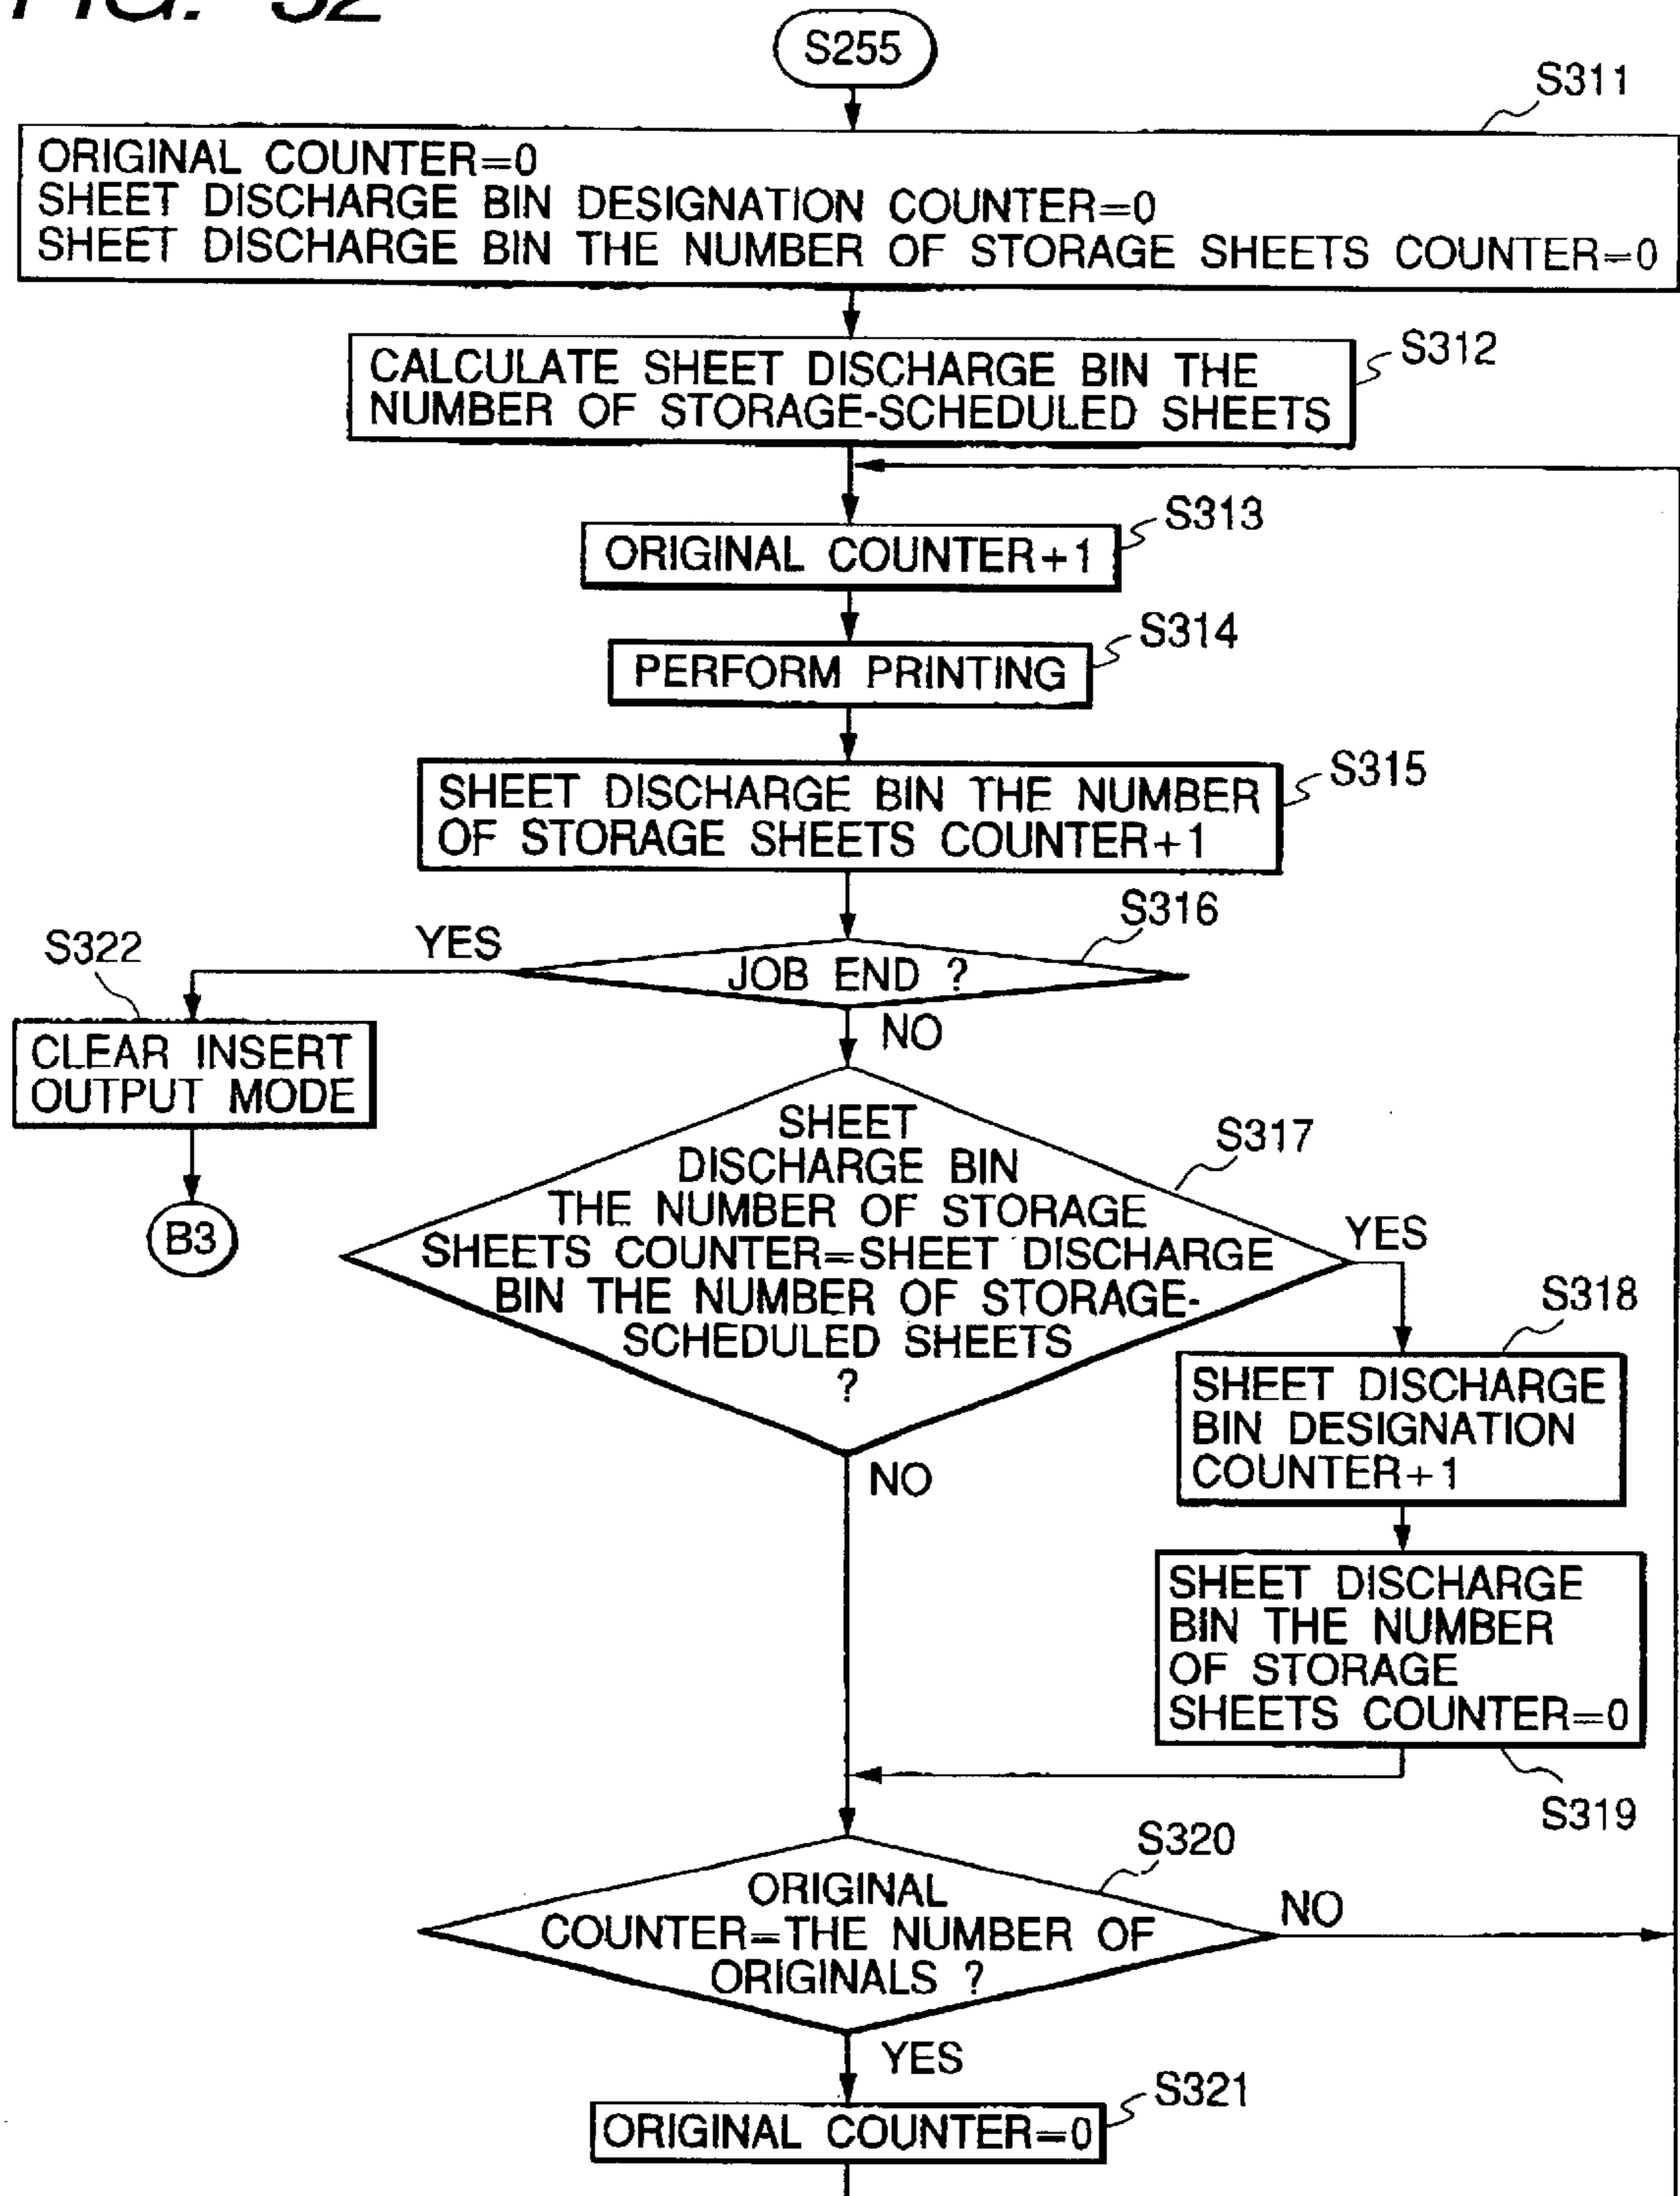 FIG. 32
S255
S311
ORIGINAL COUNTER=0
SHEET DISCHARGE BIN DESIGNATION COUNTER=0
SHEET DISCHARGE BIN THE NUMBER OF STORAGE SHEETS COUNTER=0
S312
CALCULATE SHEET DISCHARGE BIN THE
NUMBER OF STORAGE-SCHEDULED SHEETS
S313
ORIGINAL COUNTER+1
S314
PERFORM PRINTING
S315
SHEET DISCHARGE BIN THE NUMBER
OF STORAGE SHEETS COUNTER+1
S316
JOB END ?
YES
S322
CLEAR INSERT
OUTPUT MODE
B3
NO
S317
SHEET
DISCHARGE BIN
THE NUMBER OF STORAGE
SHEETS COUNTER=SHEET DISCHARGE
BIN THE NUMBER OF STORAGE-
SCHEDULED SHEETS
?
YES
S318
SHEET DISCHARGE
BIN DESIGNATION
COUNTER+1
NO
SHEET DISCHARGE
BIN THE NUMBER
OF STORAGE
SHEETS COUNTER=0
S319
S320
ORIGINAL
COUNTER=THE NUMBER OF
ORIGINALS ?
NO
YES
S321
ORIGINAL COUNTER=0